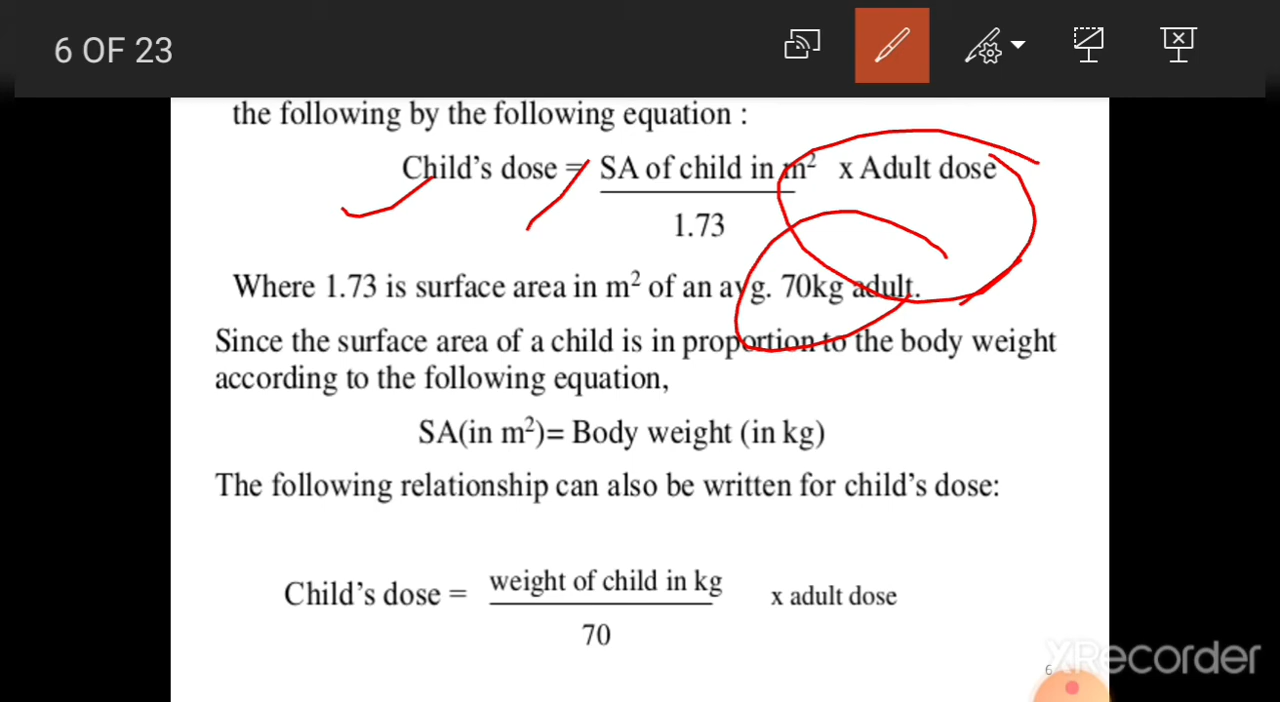 6 OF 23
the following by the following equation :
Child's dose = SA of child in m² x Adult dose
1.73
Where 1.73 is surface area in m² of an avg. 70kg adult.
Since the surface area of a child is in proportion to the body weight
according to the following equation,
SA(in m²)= Body weight (in kg)
The following relationship can also be written for child's dose:
Child's dose = weight of child in kg x adult dose
70
6
XRecorder